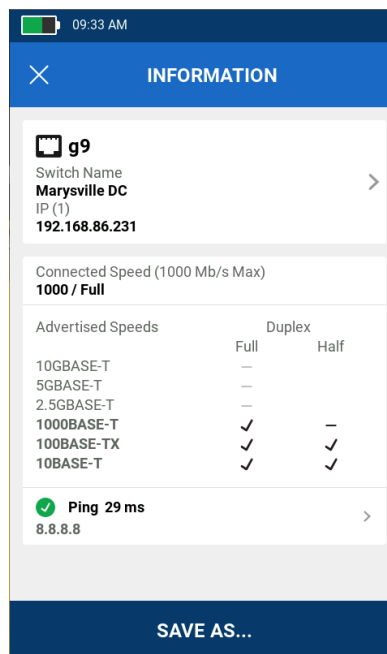 09:33 AM
INFORMATION
g9
Switch Name
Marysville DC
IP (1)
192.168.86.231
Connected Speed (1000 Mb/s Max)
1000 / Full
Advertised Speeds Duplex
Full Half
10GBASE-T –
5GBASE-T –
2.5GBASE-T –
1000BASE-T ✓ –
100BASE-TX ✓ ✓
10BASE-T ✓ ✓
Ping 29 ms
8.8.8.8
SAVE AS...